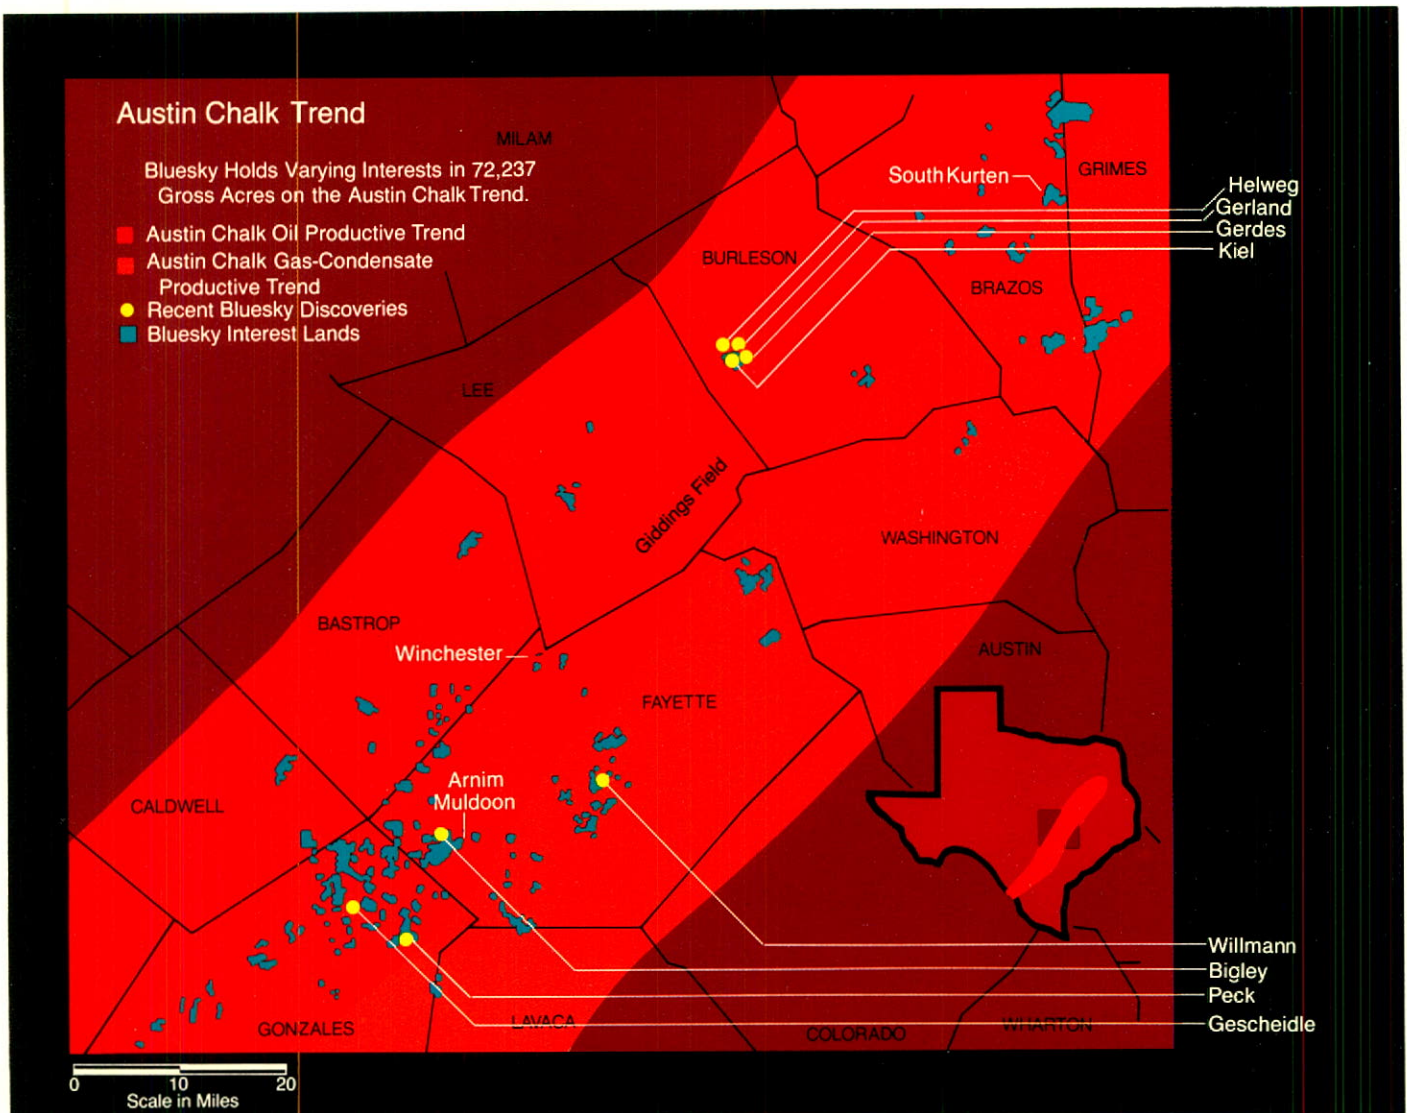 Austin Chalk Trend
Bluesky Holds Varying Interests in 72,237
Gross Acres on the Austin Chalk Trend.
Austin Chalk Oil Productive Trend
Austin Chalk Gas-Condensate
Productive Trend
Recent Bluesky Discoveries
Bluesky Interest Lands
MILAM
South Kurten
GRIMES
Helweg
Gerland
Gerdes
Kiel
BURLESON
BRAZOS
LEE
Giddings Field
WASHINGTON
BASTROP
Winchester
AUSTIN
FAYETTE
Arnim
Muldoon
CALDWELL
Willmann
Bigley
Peck
Gescheidle
GONZALES
LAVACA
COLORADO
WHARTON
0 10 20
Scale in Miles